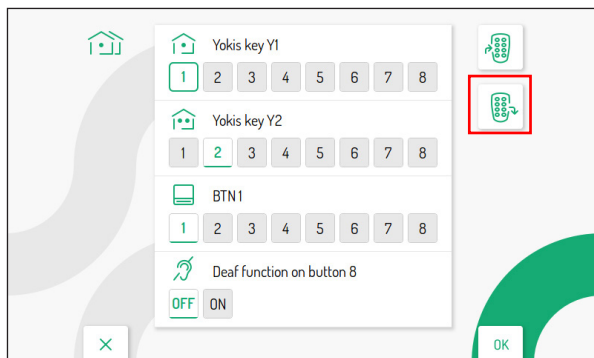 Yokis key Y1
1 2 3 4 5 6 7 8
Yokis key Y2
1 2 3 4 5 6 7 8
BTN 1
1 2 3 4 5 6 7 8
Deaf function on button 8
OFF ON
OK